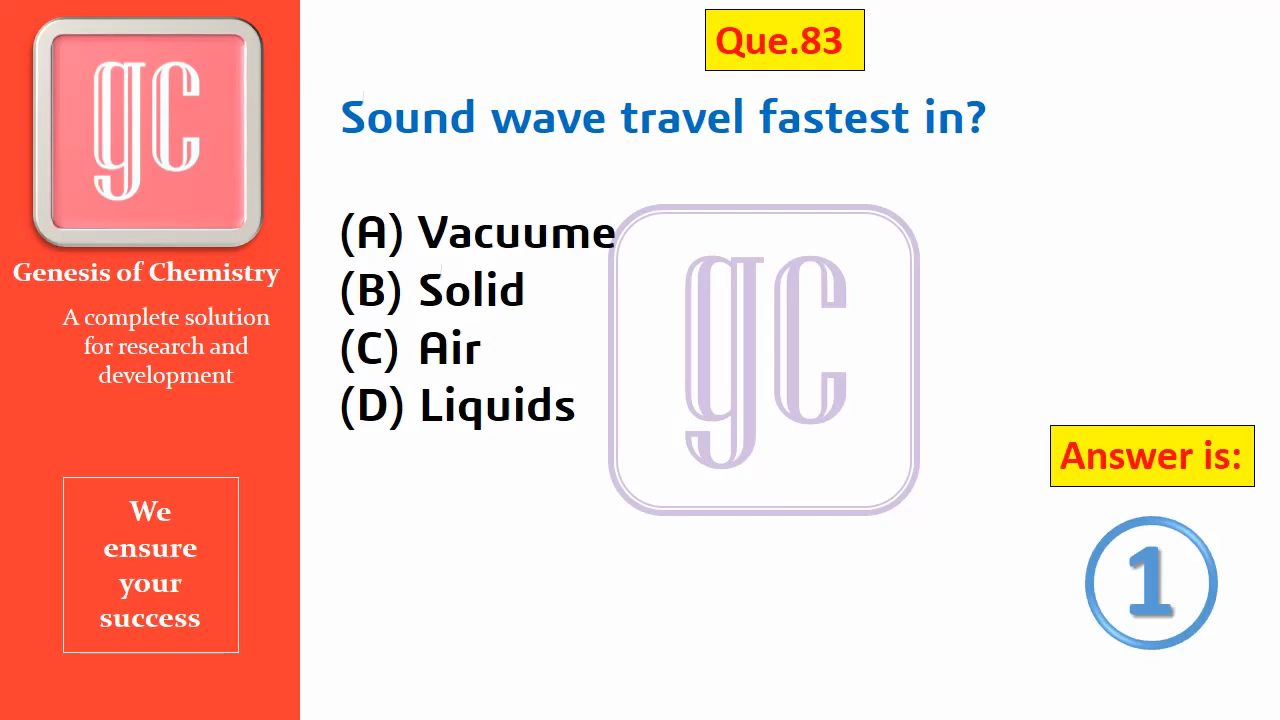 gc
Genesis of Chemistry
A complete solution
for research and
development
We
ensure
your
success
Que.83
Sound wave travel fastest in?
(A) Vacuume
(B) Solid
(C) Air
(D) Liquids
gc
Answer is:
1